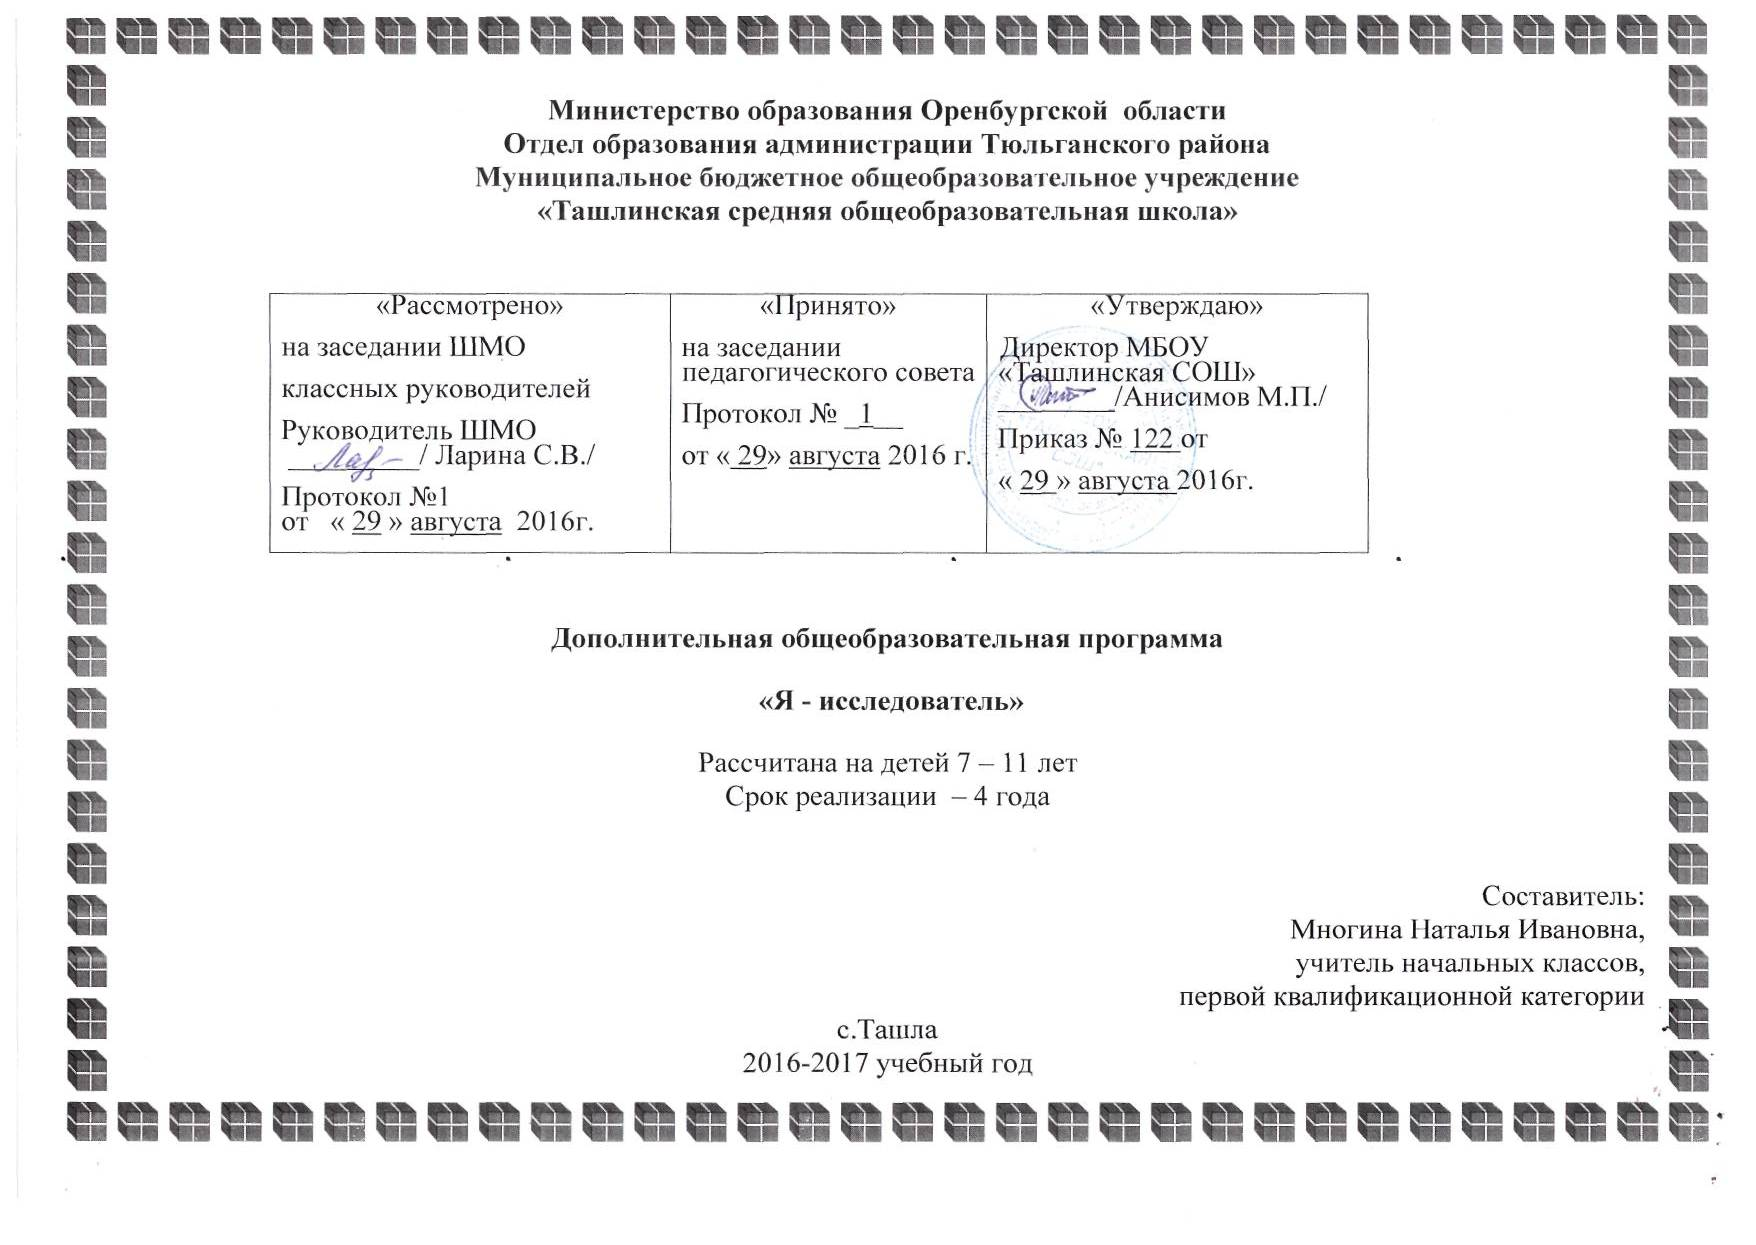 Министерство образования Оренбургской области
Отдел образования администрации Тюльганского района
Муниципальное бюджетное общеобразовательное учреждение
«Ташлинская средняя общеобразовательная школа»
«Рассмотрено»
на заседании ШМО
классных руководителей
Руководитель ШМО
_________/ Ларина С.В./
Протокол №1
от « 29 » августа 2016г.
«Принято»
на заседании
педагогического совета
Протокол № _1__
от « 29» августа 2016 г.
«Утверждаю»
Директор МБОУ
«Ташлинская СОШ»
________/Анисимов М.П./
Приказ № 122 от
« 29 » августа 2016г.
Дополнительная общеобразовательная программа
«Я - исследователь»
Рассчитана на детей 7 – 11 лет
Срок реализации – 4 года
Составитель:
Многина Наталья Ивановна,
учитель начальных классов,
первой квалификационной категории
с.Ташла
2016-2017 учебный год